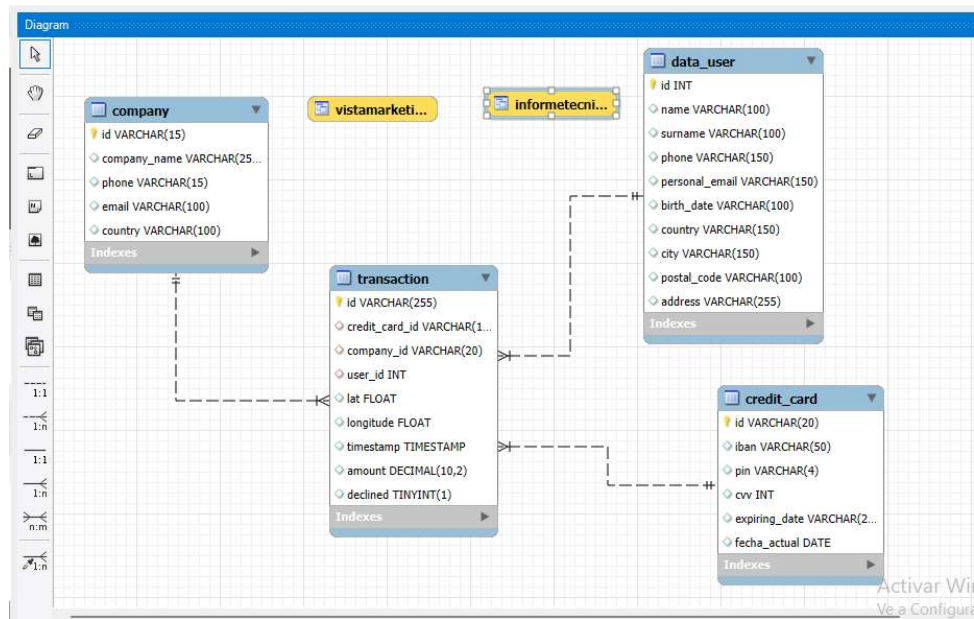 Diagram
company
id VARCHAR(15)
company_name VARCHAR(25...
phone VARCHAR(15)
email VARCHAR(100)
country VARCHAR(100)
Indexes
vistamarketi...
informetecni...
data_user
id INT
name VARCHAR(100)
surname VARCHAR(100)
phone VARCHAR(150)
personal_email VARCHAR(150)
birth_date VARCHAR(100)
country VARCHAR(150)
city VARCHAR(150)
postal_code VARCHAR(100)
address VARCHAR(255)
Indexes
transaction
id VARCHAR(255)
credit_card_id VARCHAR(1...
company_id VARCHAR(20)
user_id INT
lat FLOAT
longitude FLOAT
timestamp TIMESTAMP
amount DECIMAL(10,2)
declined TINYINT(1)
Indexes
credit_card
id VARCHAR(20)
iban VARCHAR(50)
pin VARCHAR(4)
cvv INT
expiring_date VARCHAR(2...
fecha_actual DATE
Indexes
1:1
1:n
1:1
1:n
n:m
1:n
Activar Win
Ve a Configura